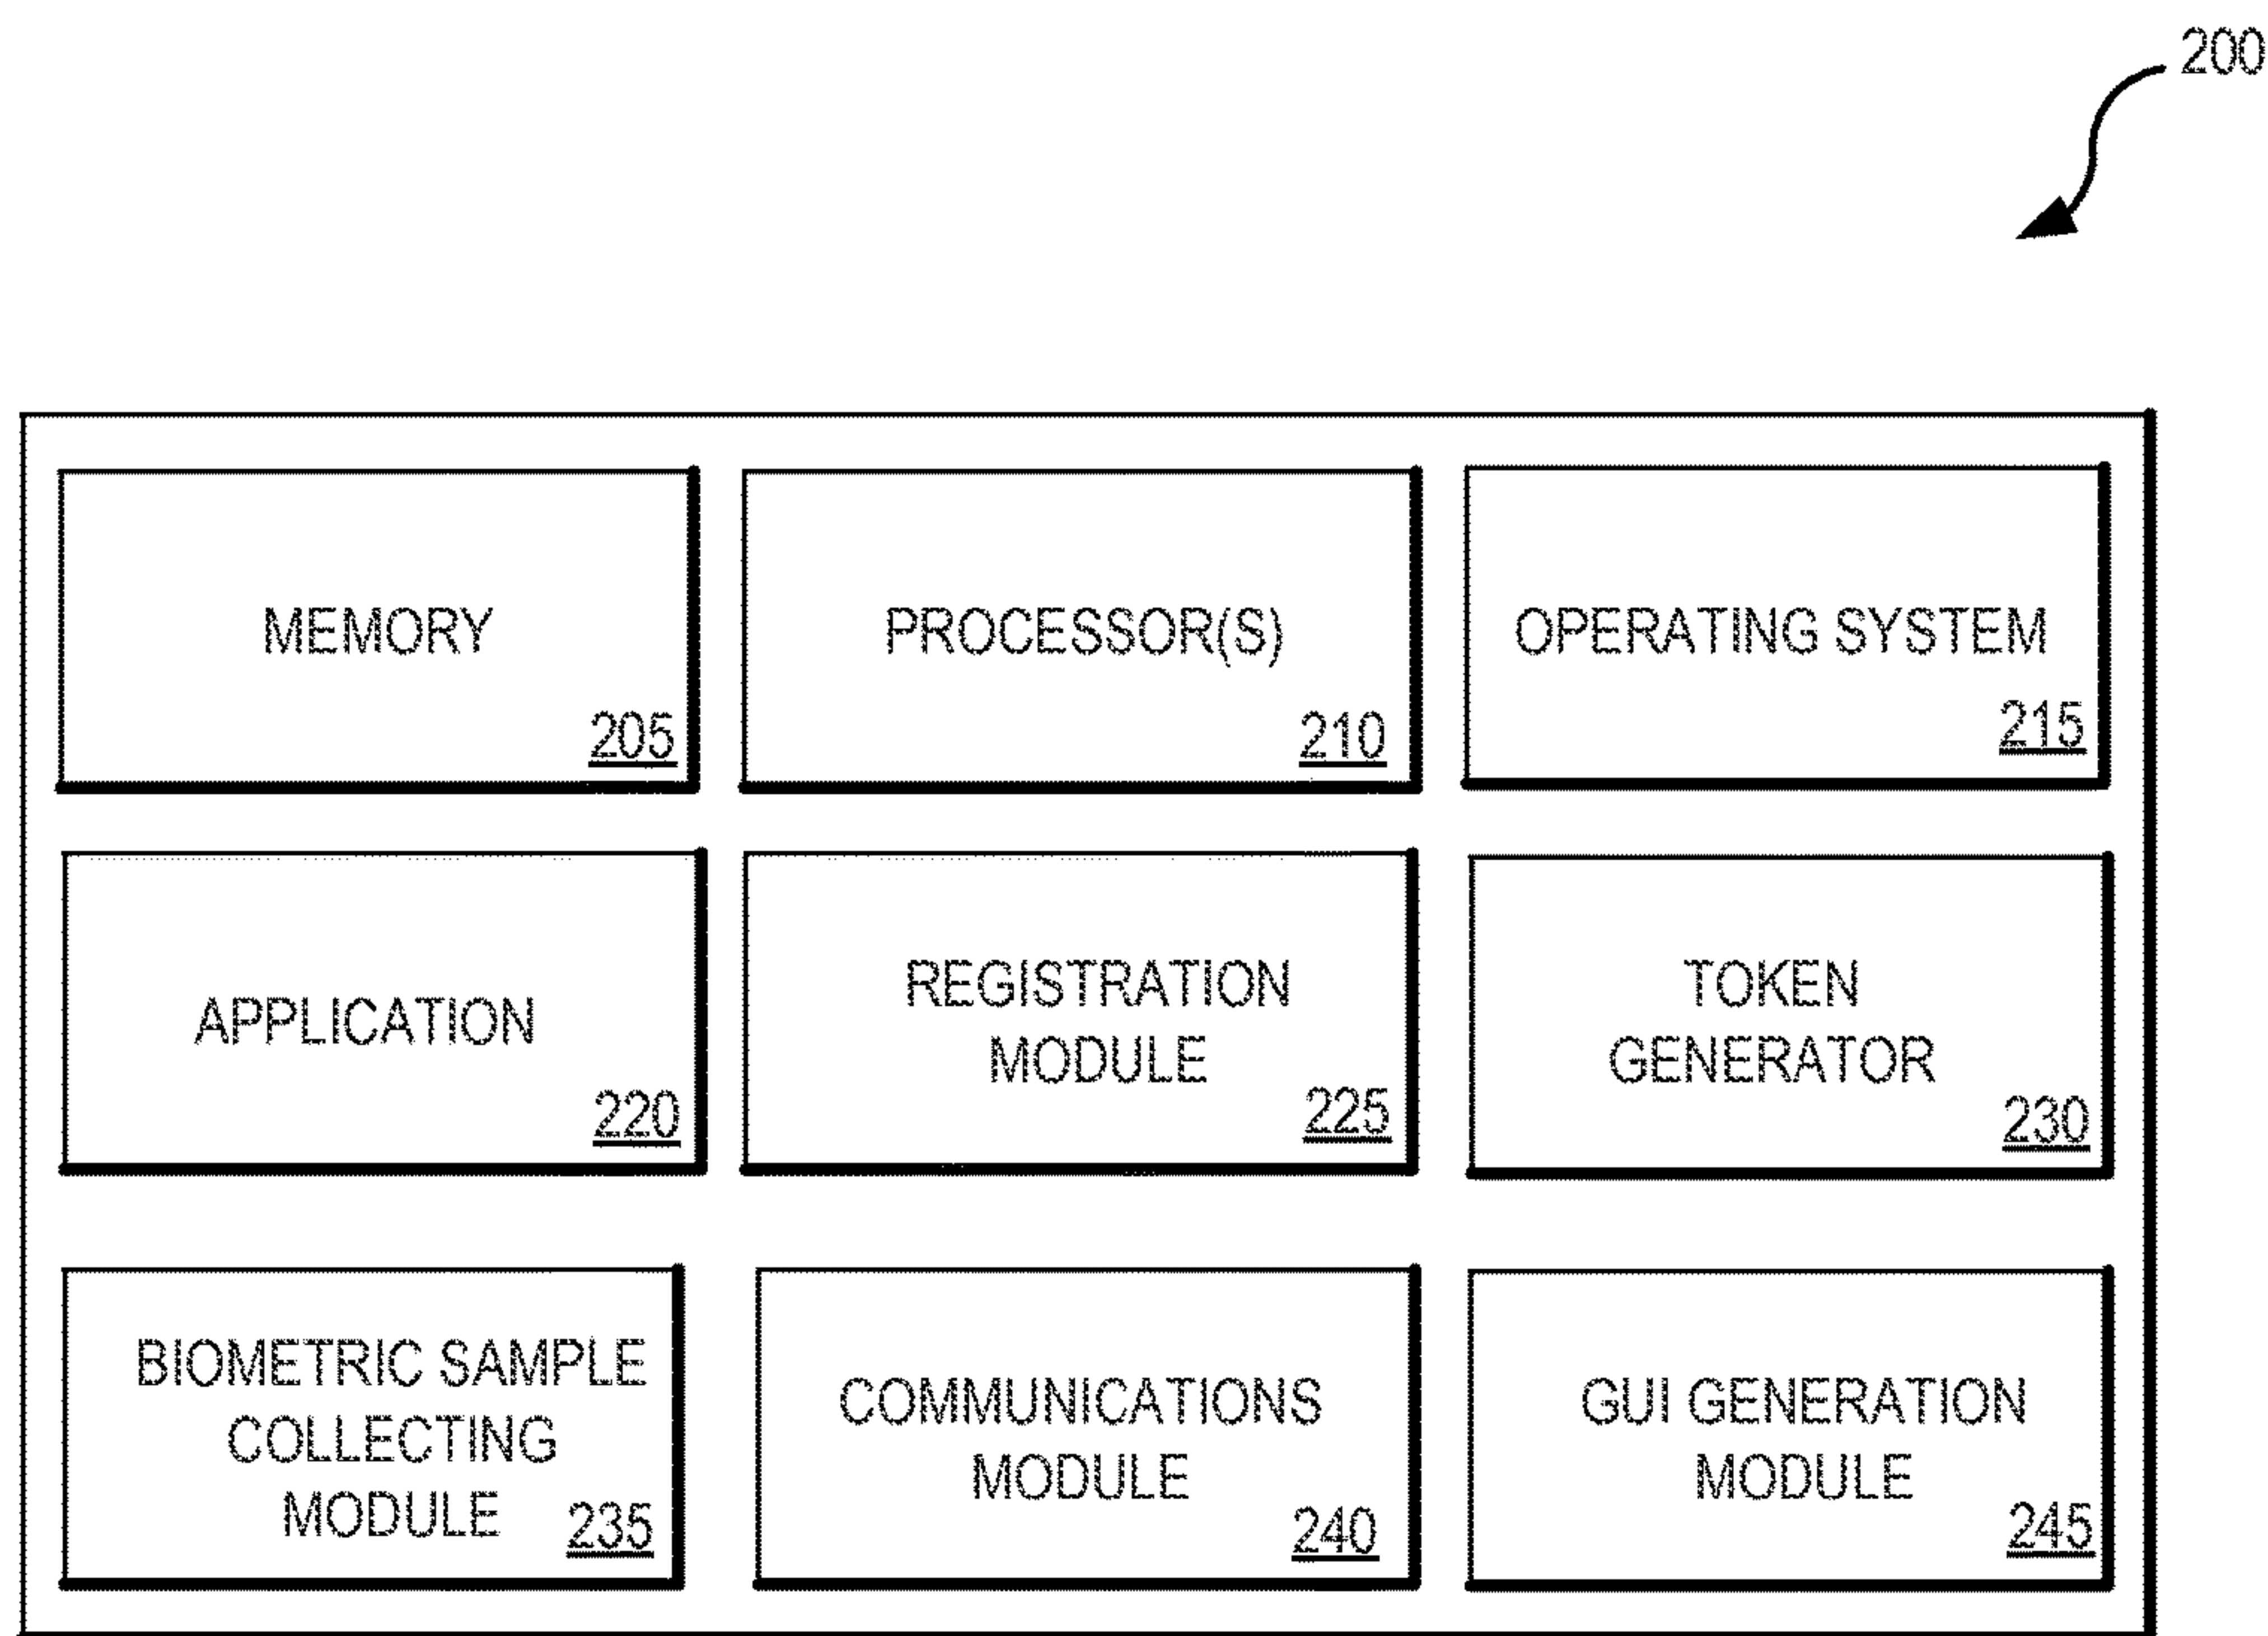 200
MEMORY
205
PROCESSOR(S)
210
OPERATING SYSTEM
215
APPLICATION
220
REGISTRATION
MODULE
225
TOKEN
GENERATOR
230
BIOMETRIC SAMPLE
COLLECTING
MODULE
235
COMMUNICATIONS
MODULE
240
GUI GENERATION
MODULE
245